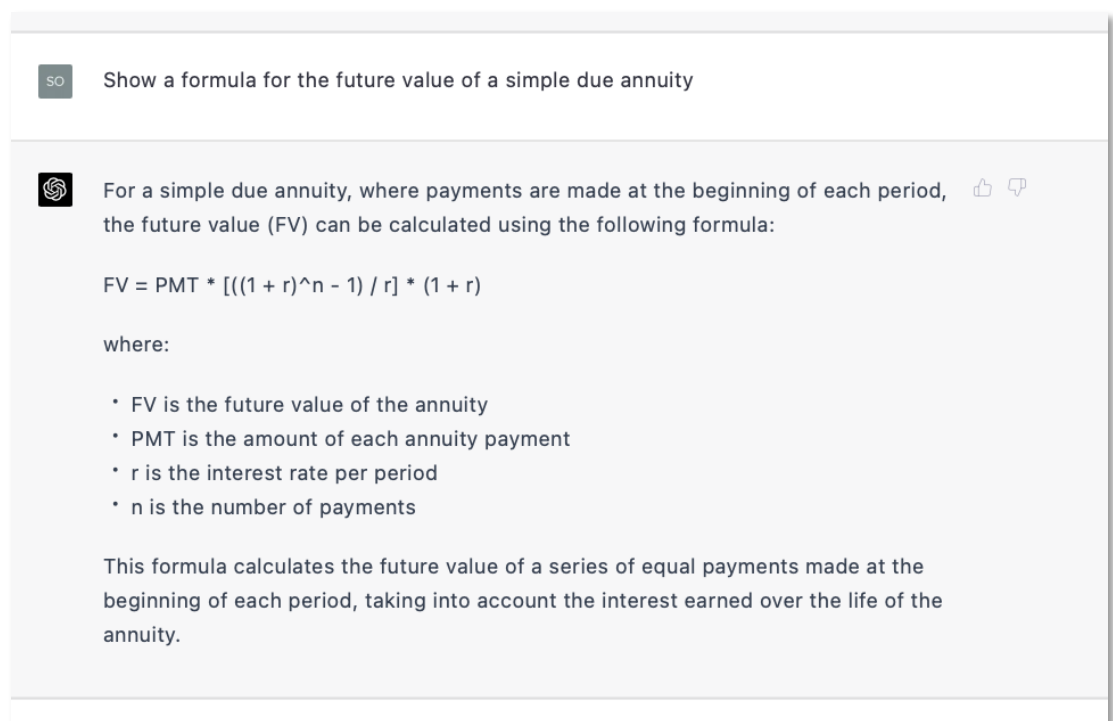 SO
Show a formula for the future value of a simple due annuity
For a simple due annuity, where payments are made at the beginning of each period,
the future value (FV) can be calculated using the following formula:
FV = PMT * [((1 + r)^n - 1) / r] * (1 + r)
where:
• FV is the future value of the annuity
• PMT is the amount of each annuity payment
• r is the interest rate per period
• n is the number of payments
This formula calculates the future value of a series of equal payments made at the
beginning of each period, taking into account the interest earned over the life of the
annuity.